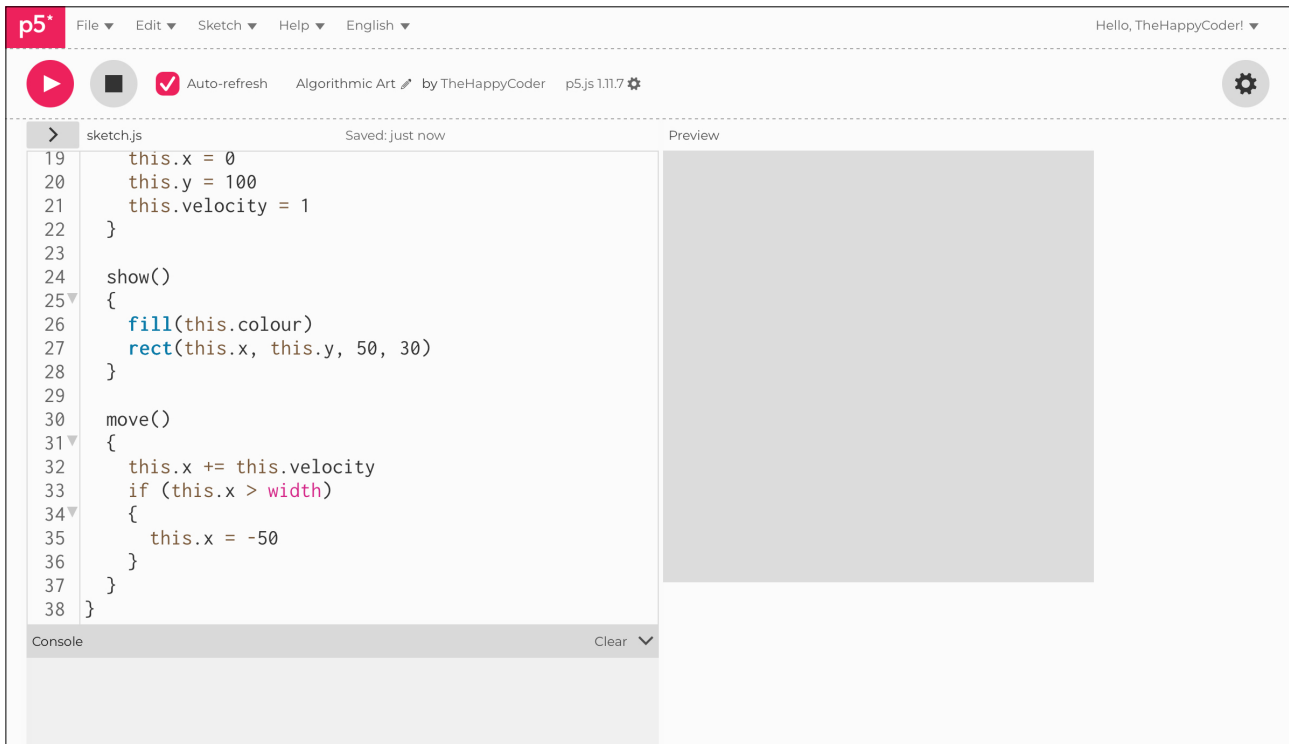 p5* File Edit Sketch Help English Hello, TheHappyCoder!
Auto-refresh Algorithmic Art by TheHappyCoder p5.js 1.11.7
sketch.js Saved: just now Preview
19 this.x = 0
20 this.y = 100
21 this.velocity = 1
22 }
23
24 show()
25 {
26 fill(this.colour)
27 rect(this.x, this.y, 50, 30)
28 }
29
30 move()
31 {
32 this.x += this.velocity
33 if (this.x > width)
34 {
35 this.x = -50
36 }
37 }
38 }
Console Clear